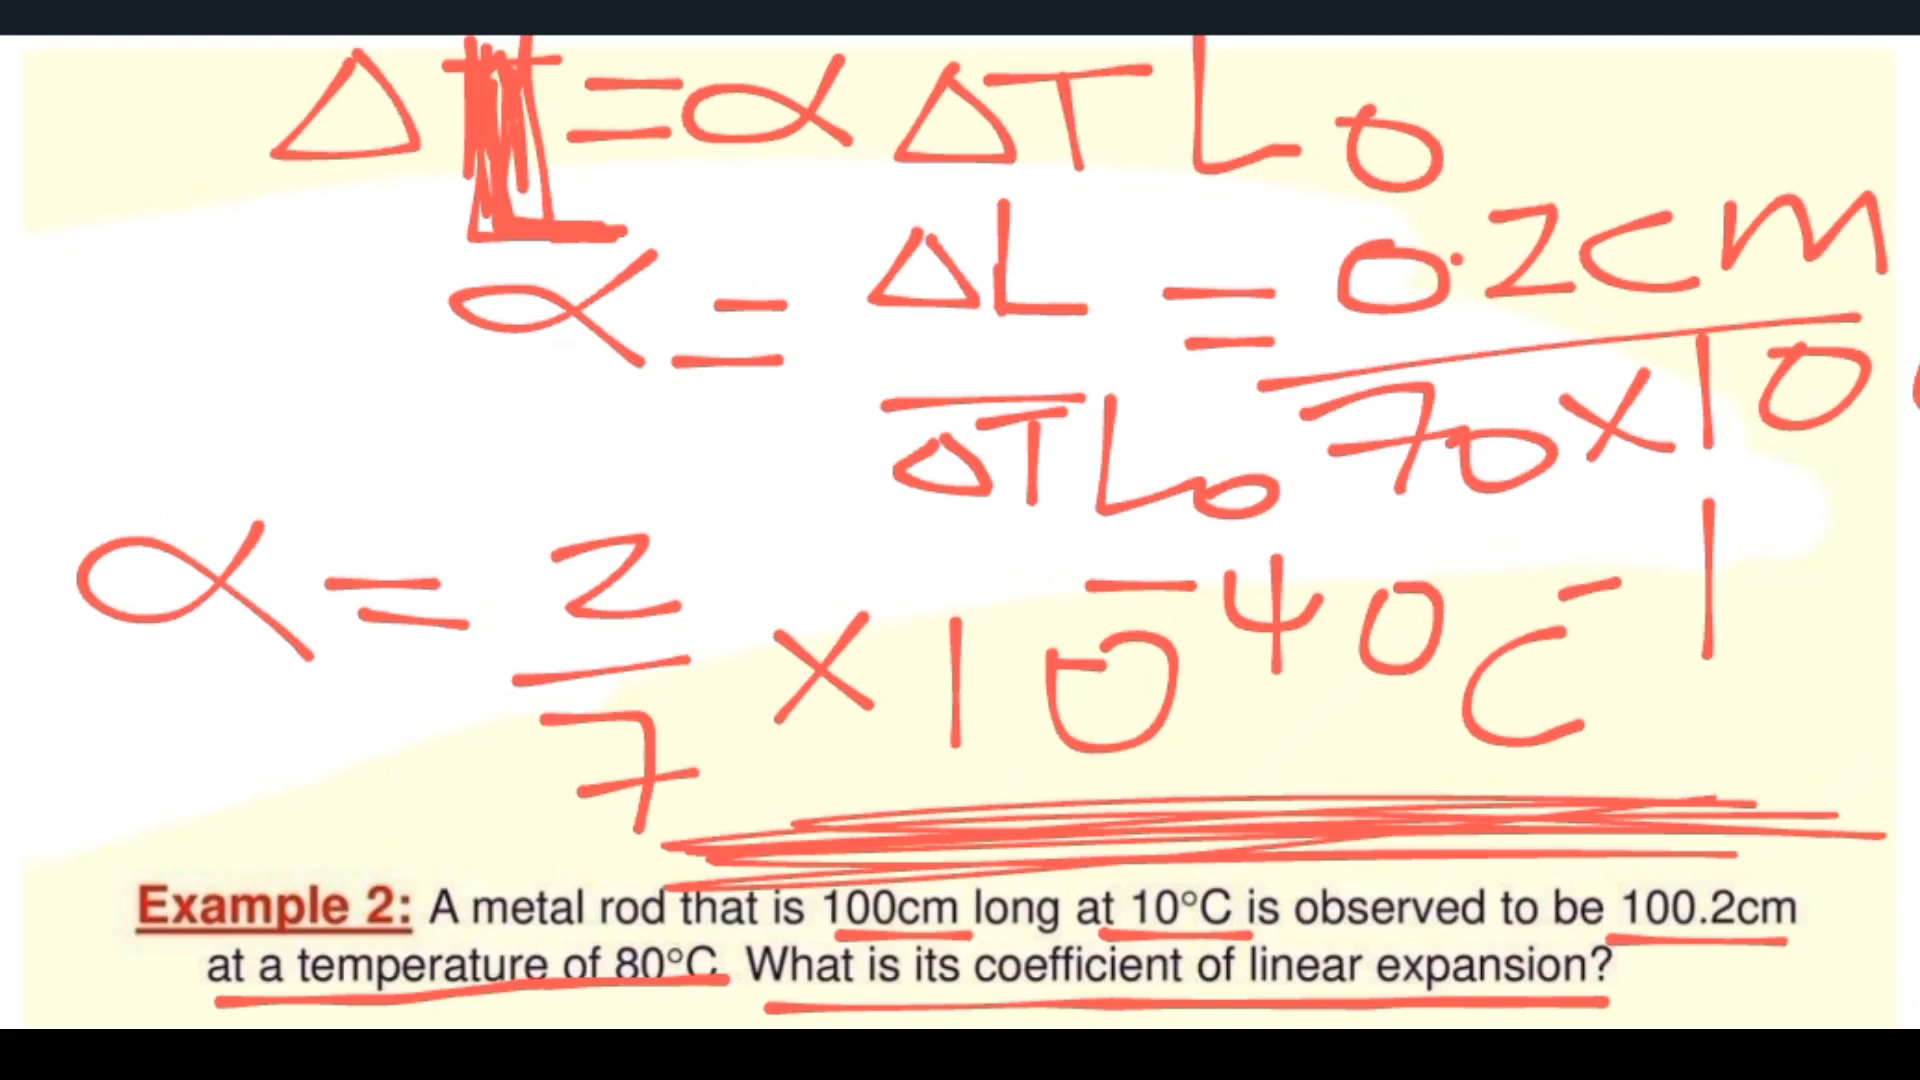 ΔL = α ΔT L₀
α = ΔL / ΔT L₀ = 0.2cm / 70 × 10
α = 2/7 × 10⁻⁴ °C⁻¹
Example 2: A metal rod that is 100cm long at 10°C is observed to be 100.2cm
at a temperature of 80°C. What is its coefficient of linear expansion?